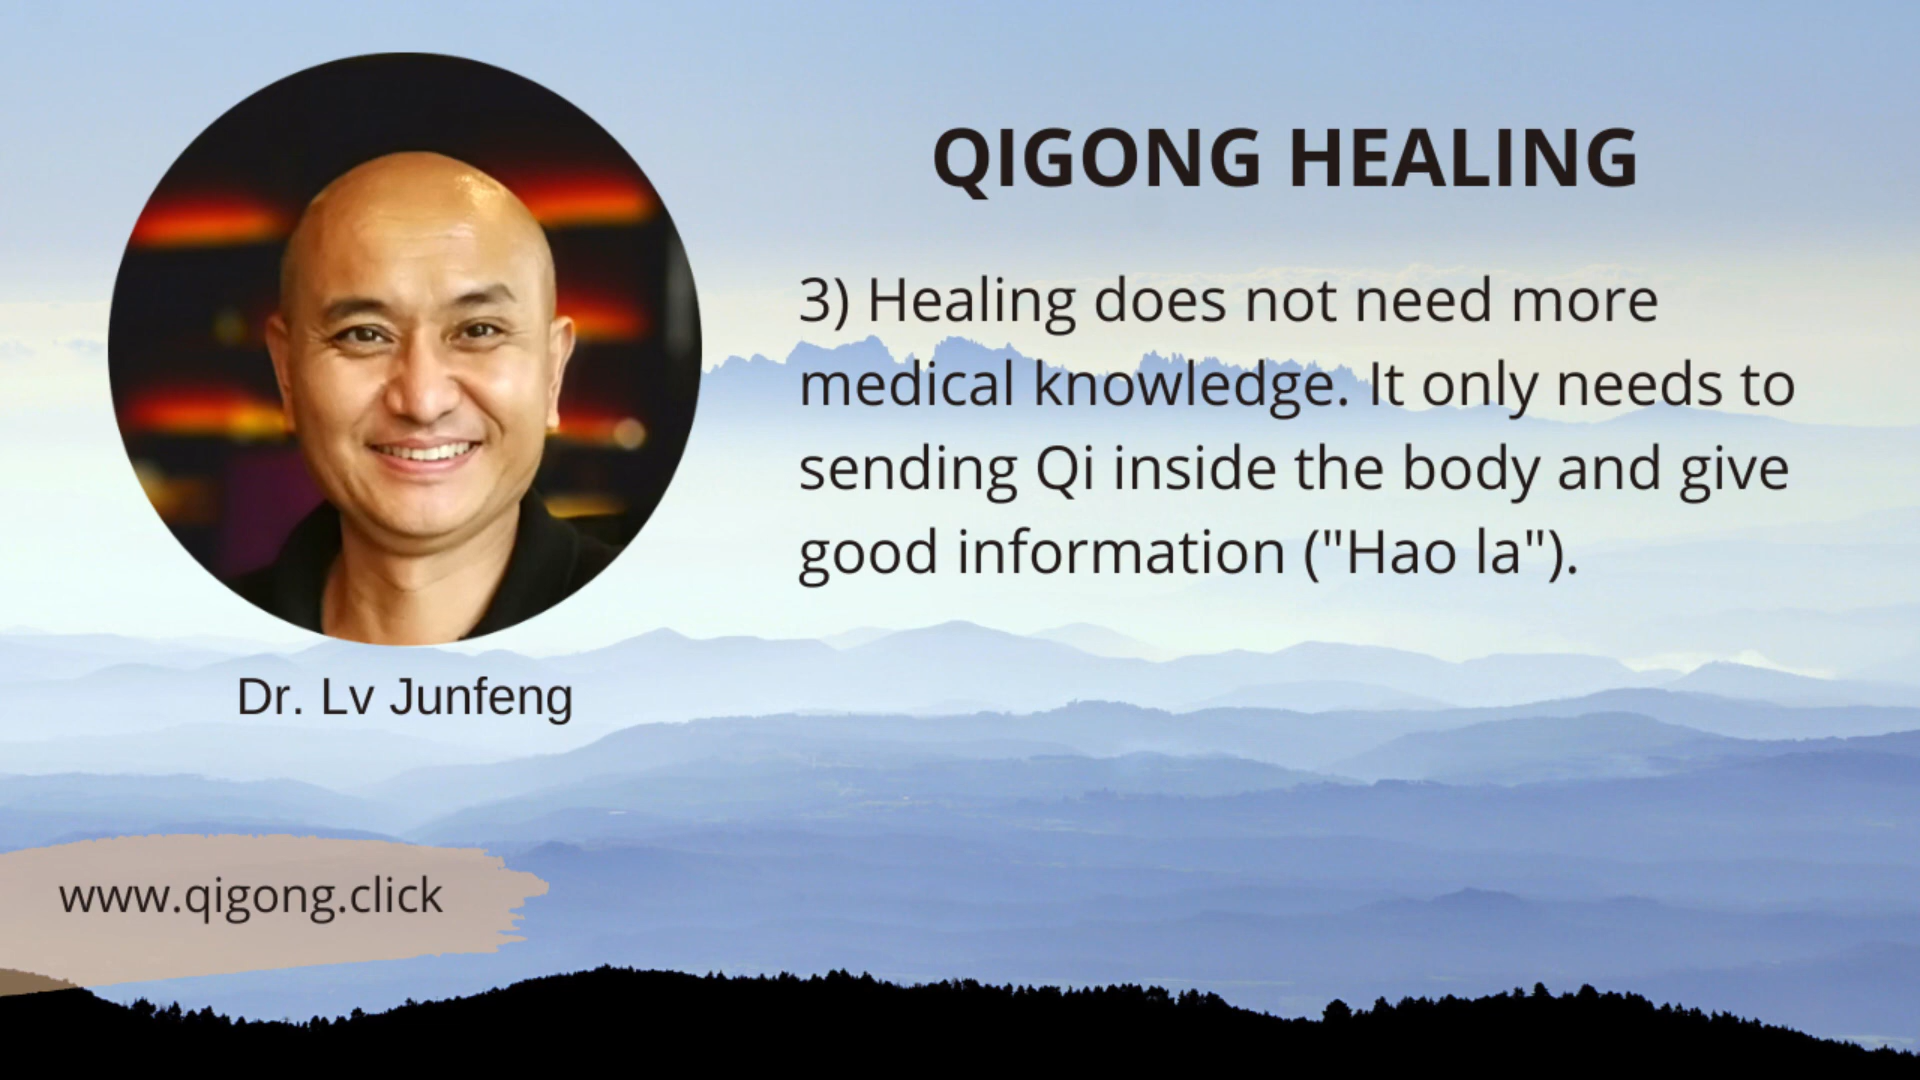 QIGONG HEALING
3) Healing does not need more
medical knowledge. It only needs to
sending Qi inside the body and give
good information ("Hao la").
Dr. Lv Junfeng
www.qigong.click